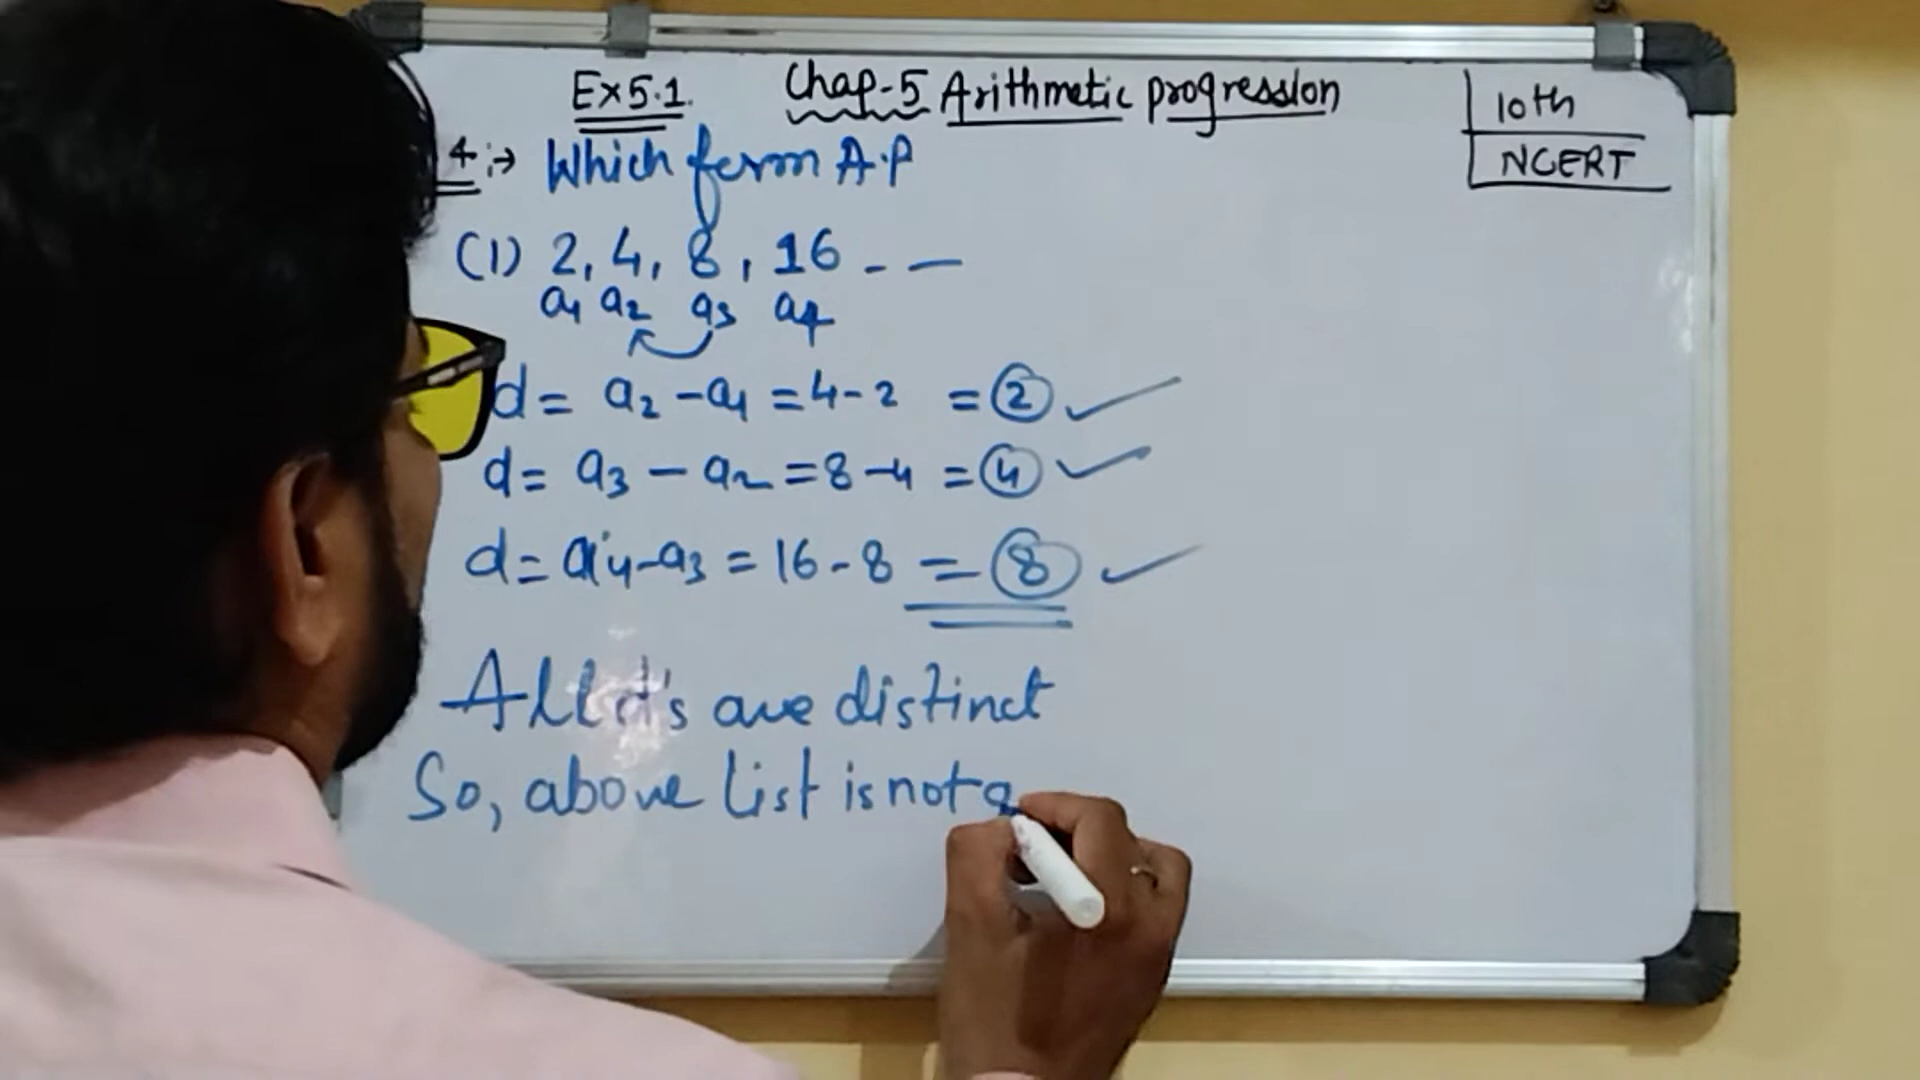 Ex 5.1. Chap-5 Arithmetic progression
10th
NCERT
4 :→ Which form A.P
(1) 2, 4, 8, 16 - -
a1 a2 a3 a4
d = a2 - a1 = 4 - 2 = 2
d = a3 - a2 = 8 - 4 = 4
d = a4 - a3 = 16 - 8 = 8
All d's are distinct
So, above list is not a